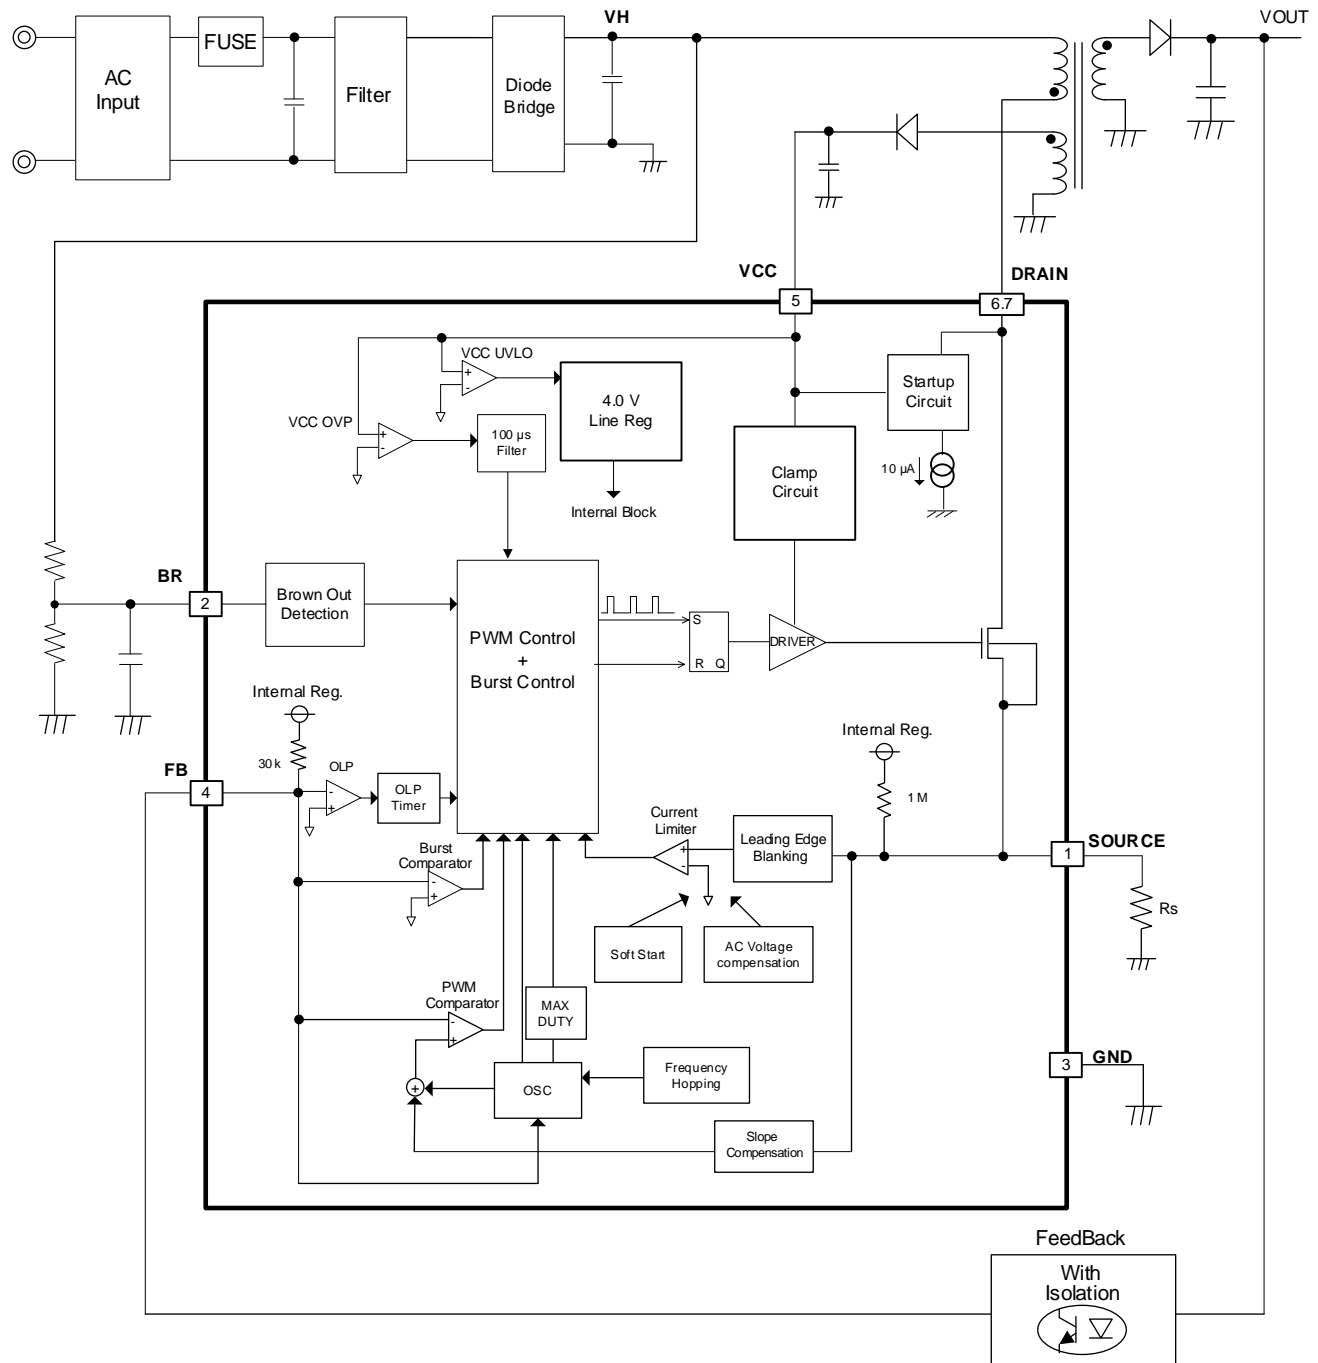 VH
VOUT
FUSE
AC
Input
Filter
Diode
Bridge
VCC
DRAIN
5
6.7
VCC UVLO
+
-
4.0 V
Line Reg
Startup
Circuit
VCC OVP
+
-
100 µs
Filter
Clamp
Circuit
10 µA
Internal Block
BR
2
Brown Out
Detection
PWM Control
+
Burst Control
S
R Q
DRIVER
Internal Reg.
30 k
FB
4
OLP
-
+
OLP
Timer
Internal Reg.
1 M
Current
Limiter
+
-
Leading Edge
Blanking
SOURCE
1
Rs
Burst
Comparator
-
+
Soft Start
AC Voltage
compensation
PWM
Comparator
-
+
MAX
DUTY
+
OSC
Frequency
Hopping
GND
3
Slope
Compensation
FeedBack
With
Isolation